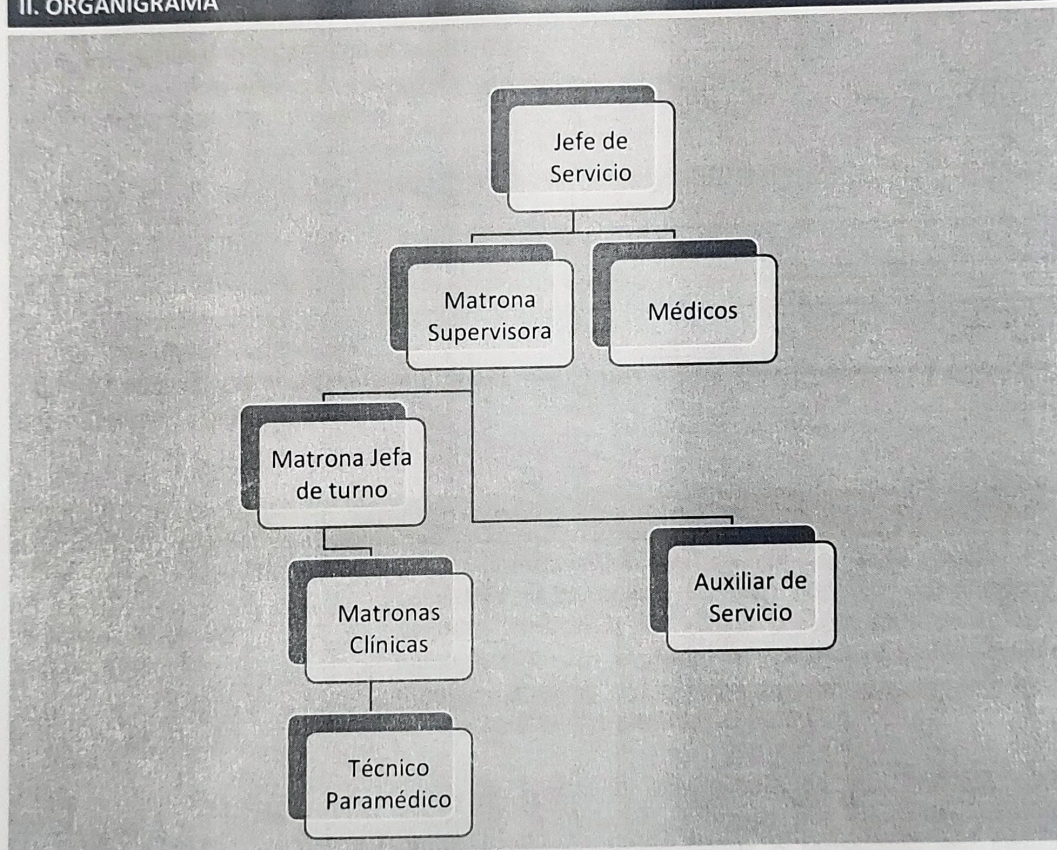 II. ORGANIGRAMA
Jefe de
Servicio
Matrona
Supervisora
Médicos
Matrona Jefa
de turno
Matronas
Clínicas
Auxiliar de
Servicio
Técnico
Paramédico